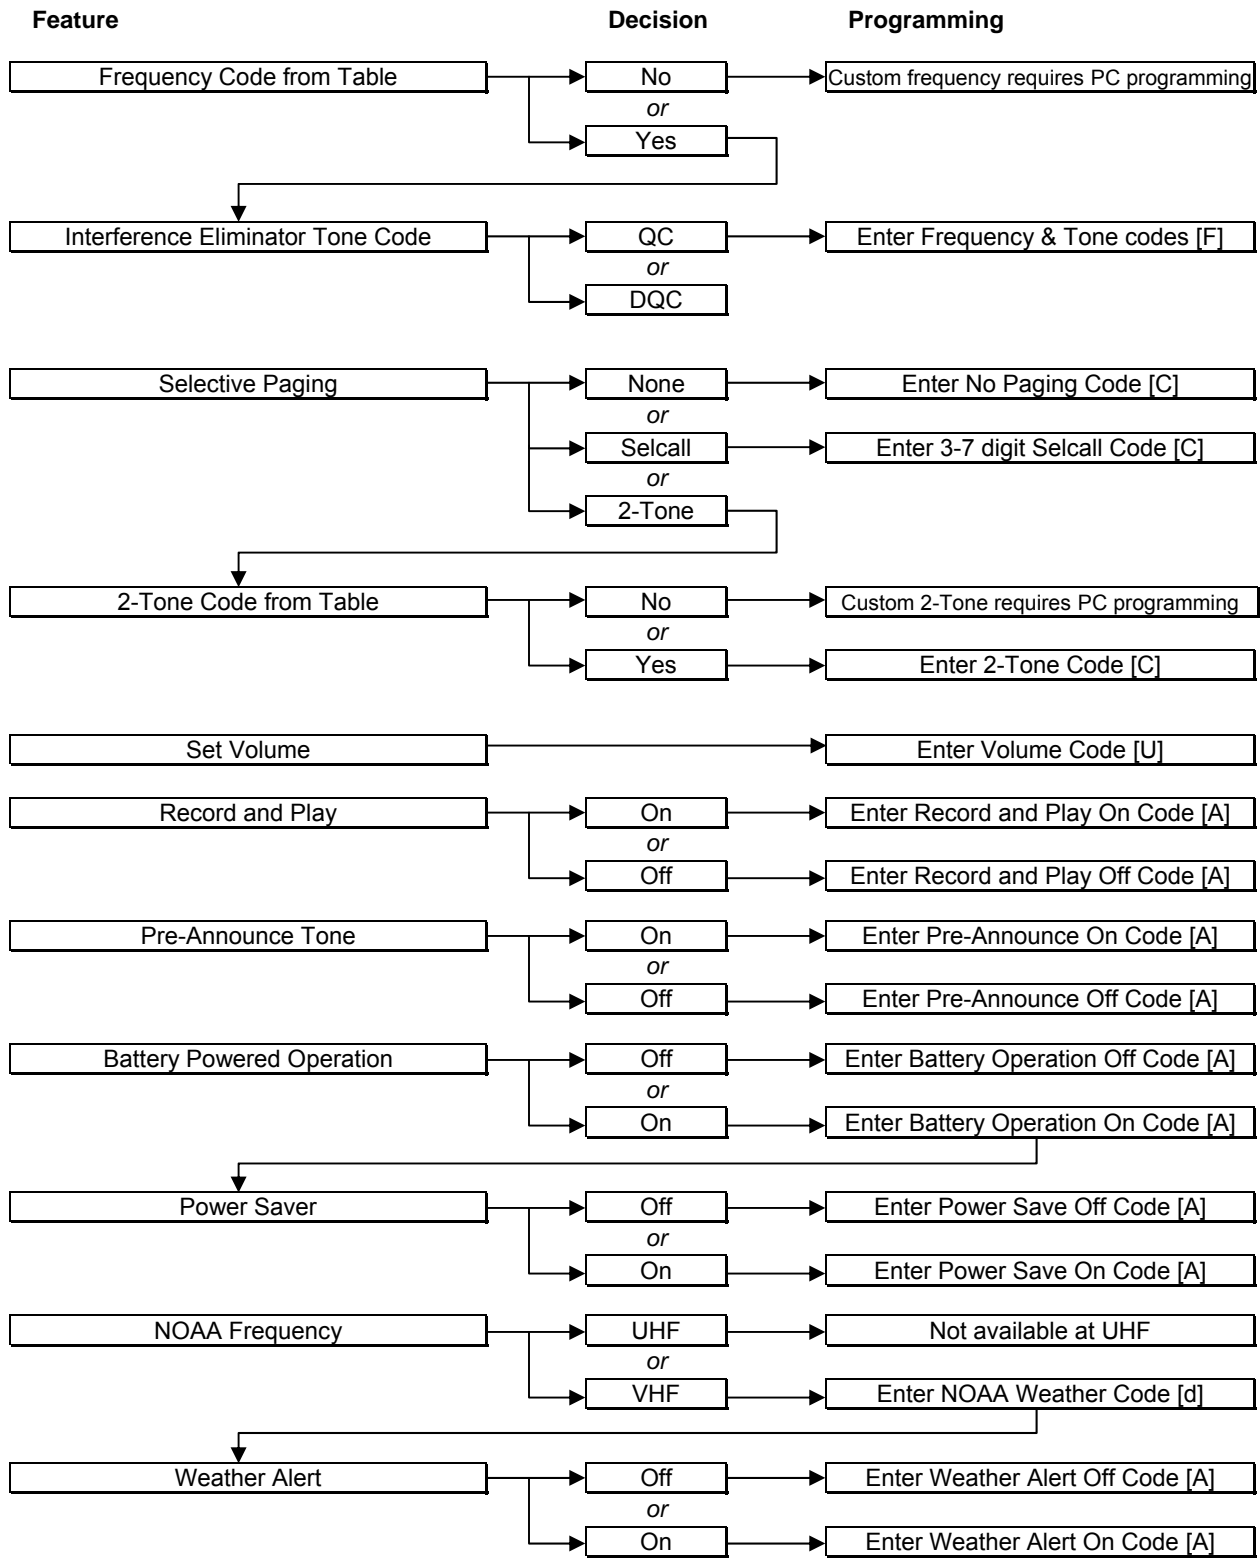 Feature Decision Programming
Frequency Code from Table No Custom frequency requires PC programming
or
Yes
Interference Eliminator Tone Code QC Enter Frequency & Tone codes [F]
or
DQC
Selective Paging None Enter No Paging Code [C]
or
Selcall Enter 3-7 digit Selcall Code [C]
or
2-Tone
2-Tone Code from Table No Custom 2-Tone requires PC programming
or
Yes Enter 2-Tone Code [C]
Set Volume Enter Volume Code [U]
Record and Play On Enter Record and Play On Code [A]
or
Off Enter Record and Play Off Code [A]
Pre-Announce Tone On Enter Pre-Announce On Code [A]
or
Off Enter Pre-Announce Off Code [A]
Battery Powered Operation Off Enter Battery Operation Off Code [A]
or
On Enter Battery Operation On Code [A]
Power Saver Off Enter Power Save Off Code [A]
or
On Enter Power Save On Code [A]
NOAA Frequency UHF Not available at UHF
or
VHF Enter NOAA Weather Code [d]
Weather Alert Off Enter Weather Alert Off Code [A]
or
On Enter Weather Alert On Code [A]